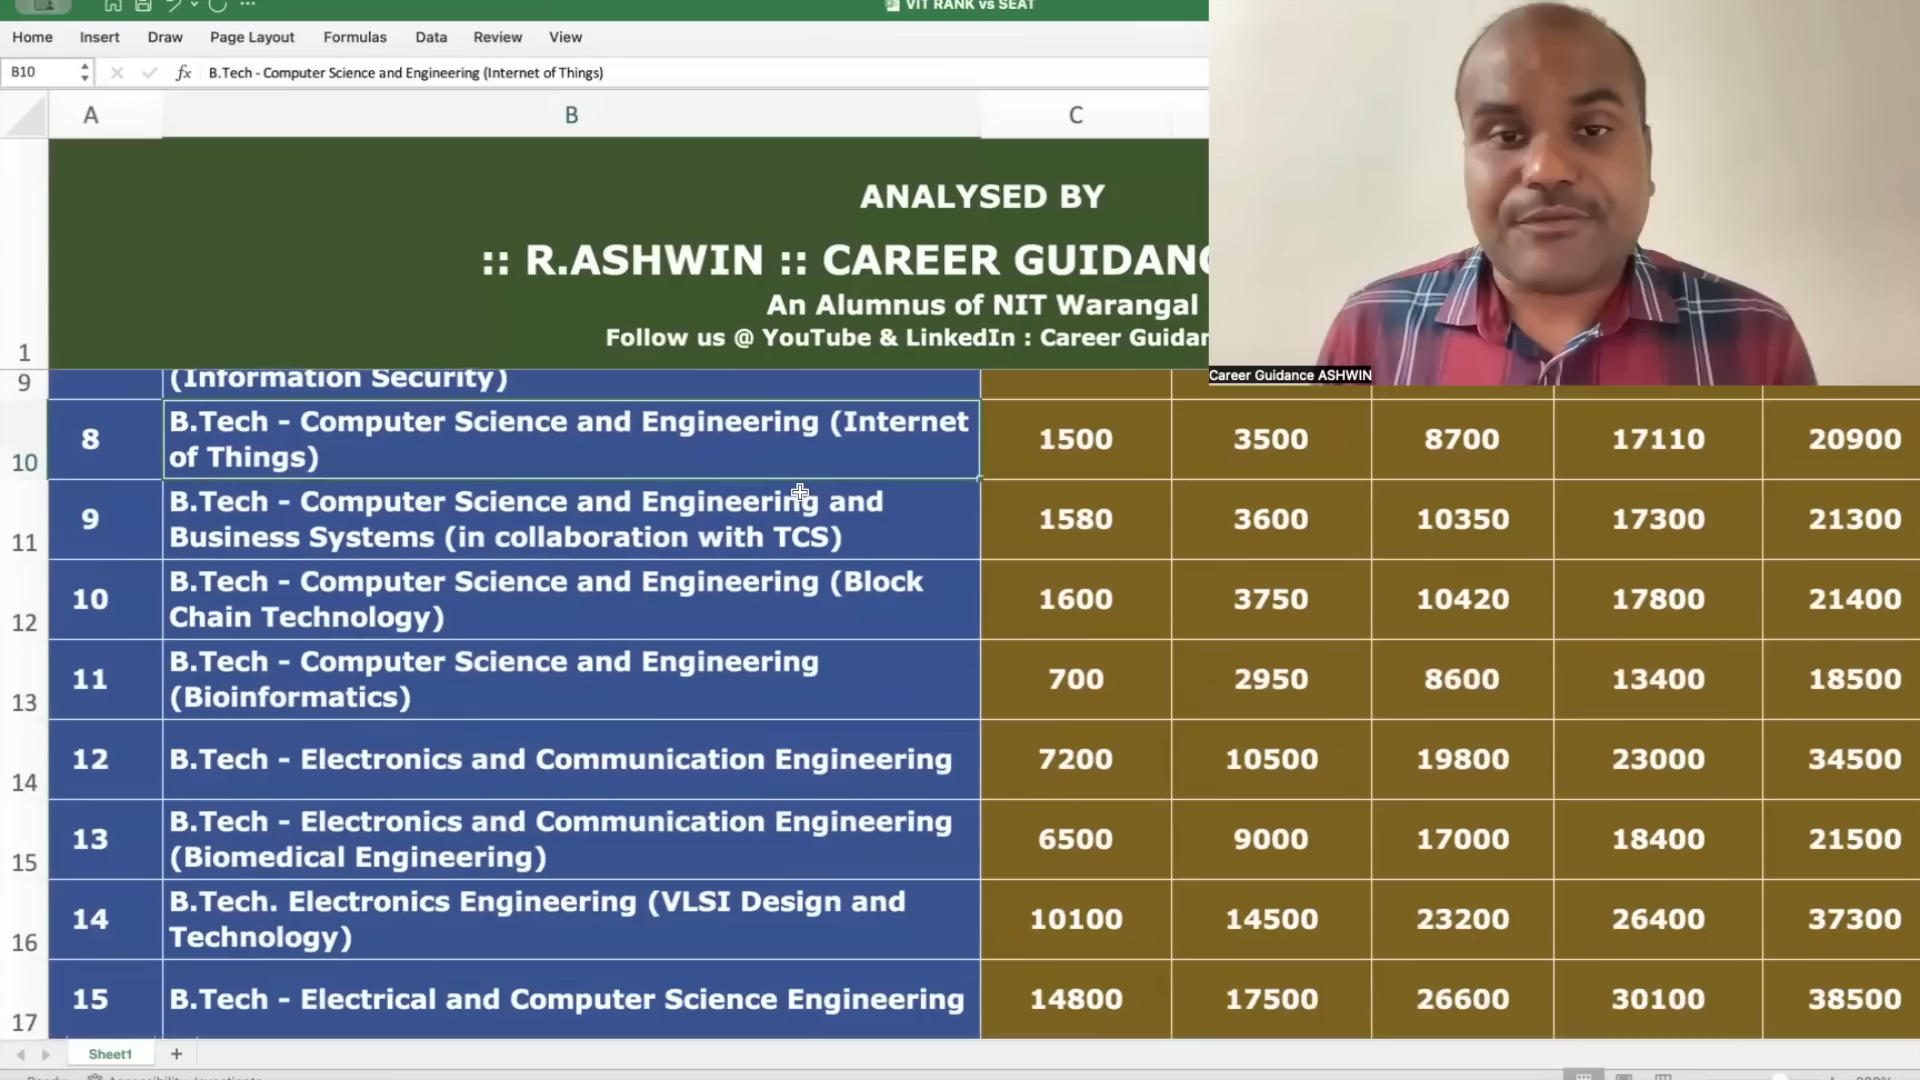 VIT RANK vs SEAT
Home Insert Draw Page Layout Formulas Data Review View
B10 fx B.Tech - Computer Science and Engineering (Internet of Things)
A B C
ANALYSED BY
:: R.ASHWIN :: CAREER GUIDANC
An Alumnus of NIT Warangal
Follow us @ YouTube & LinkedIn : Career Guidan
1
Career Guidance ASHWIN
9 (Information Security)
10 8 B.Tech - Computer Science and Engineering (Internet
of Things) 1500 3500 8700 17110 20900
11 9 B.Tech - Computer Science and Engineering and
Business Systems (in collaboration with TCS) 1580 3600 10350 17300 21300
12 10 B.Tech - Computer Science and Engineering (Block
Chain Technology) 1600 3750 10420 17800 21400
13 11 B.Tech - Computer Science and Engineering
(Bioinformatics) 700 2950 8600 13400 18500
14 12 B.Tech - Electronics and Communication Engineering 7200 10500 19800 23000 34500
15 13 B.Tech - Electronics and Communication Engineering
(Biomedical Engineering) 6500 9000 17000 18400 21500
16 14 B.Tech. Electronics Engineering (VLSI Design and
Technology) 10100 14500 23200 26400 37300
17 15 B.Tech - Electrical and Computer Science Engineering 14800 17500 26600 30100 38500
Sheet1